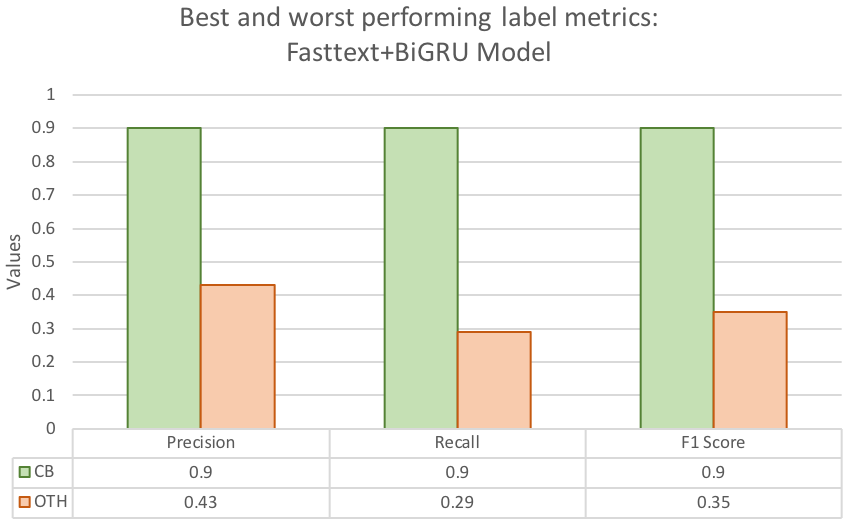 Best and worst performing label metrics:
Fasttext+BiGRU Model
Values
1
0.9
0.8
0.7
0.6
0.5
0.4
0.3
0.2
0.1
0
Precision Recall F1 Score
CB 0.9 0.9 0.9
OTH 0.43 0.29 0.35